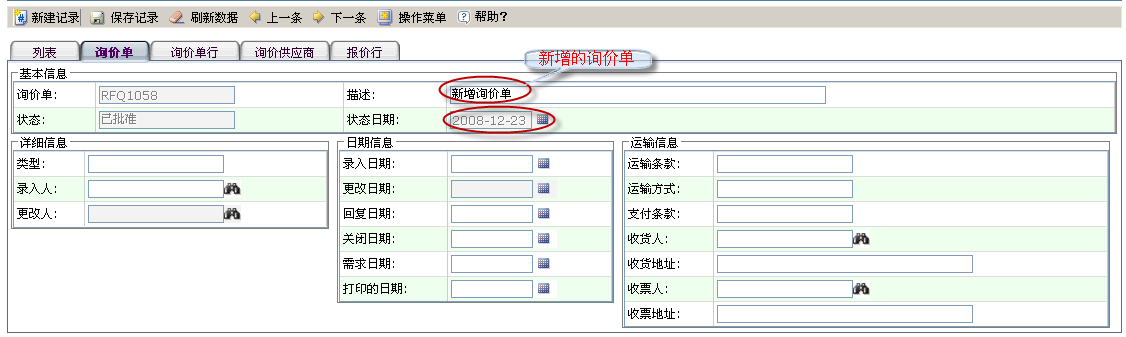 新建记录 保存记录 刷新数据 上一条 下一条 操作菜单 帮助?
列表 询价单 询价单行 询价供应商 报价行
新增的询价单
基本信息
询价单: RFQ1058 描述: 新增询价单
状态: 已批准 状态日期: 2008-12-23
详细信息
类型:
录入人:
更改人:
日期信息
录入日期:
更改日期:
回复日期:
关闭日期:
需求日期:
打印的日期:
运输信息
运输条款:
运输方式:
支付条款:
收货人:
收货地址:
收票人:
收票地址: